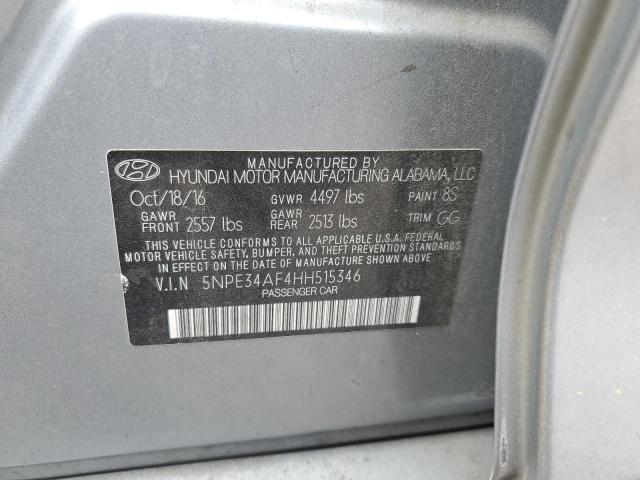 MANUFACTURED BY
HYUNDAI MOTOR MANUFACTURING ALABAMA, LLC
Oct/18/16 GVWR 4497 lbs PAINT 8S
GAWR FRONT 2557 lbs GAWR REAR 2513 lbs TRIM GG
THIS VEHICLE CONFORMS TO ALL APPLICABLE U.S.A. FEDERAL
MOTOR VEHICLE SAFETY, BUMPER, AND THEFT PREVENTION STANDARDS
IN EFFECT ON THE DATE OF MANUFACTURE SHOWN ABOVE
V.I.N 5NPE34AF4HH515346
PASSENGER CAR